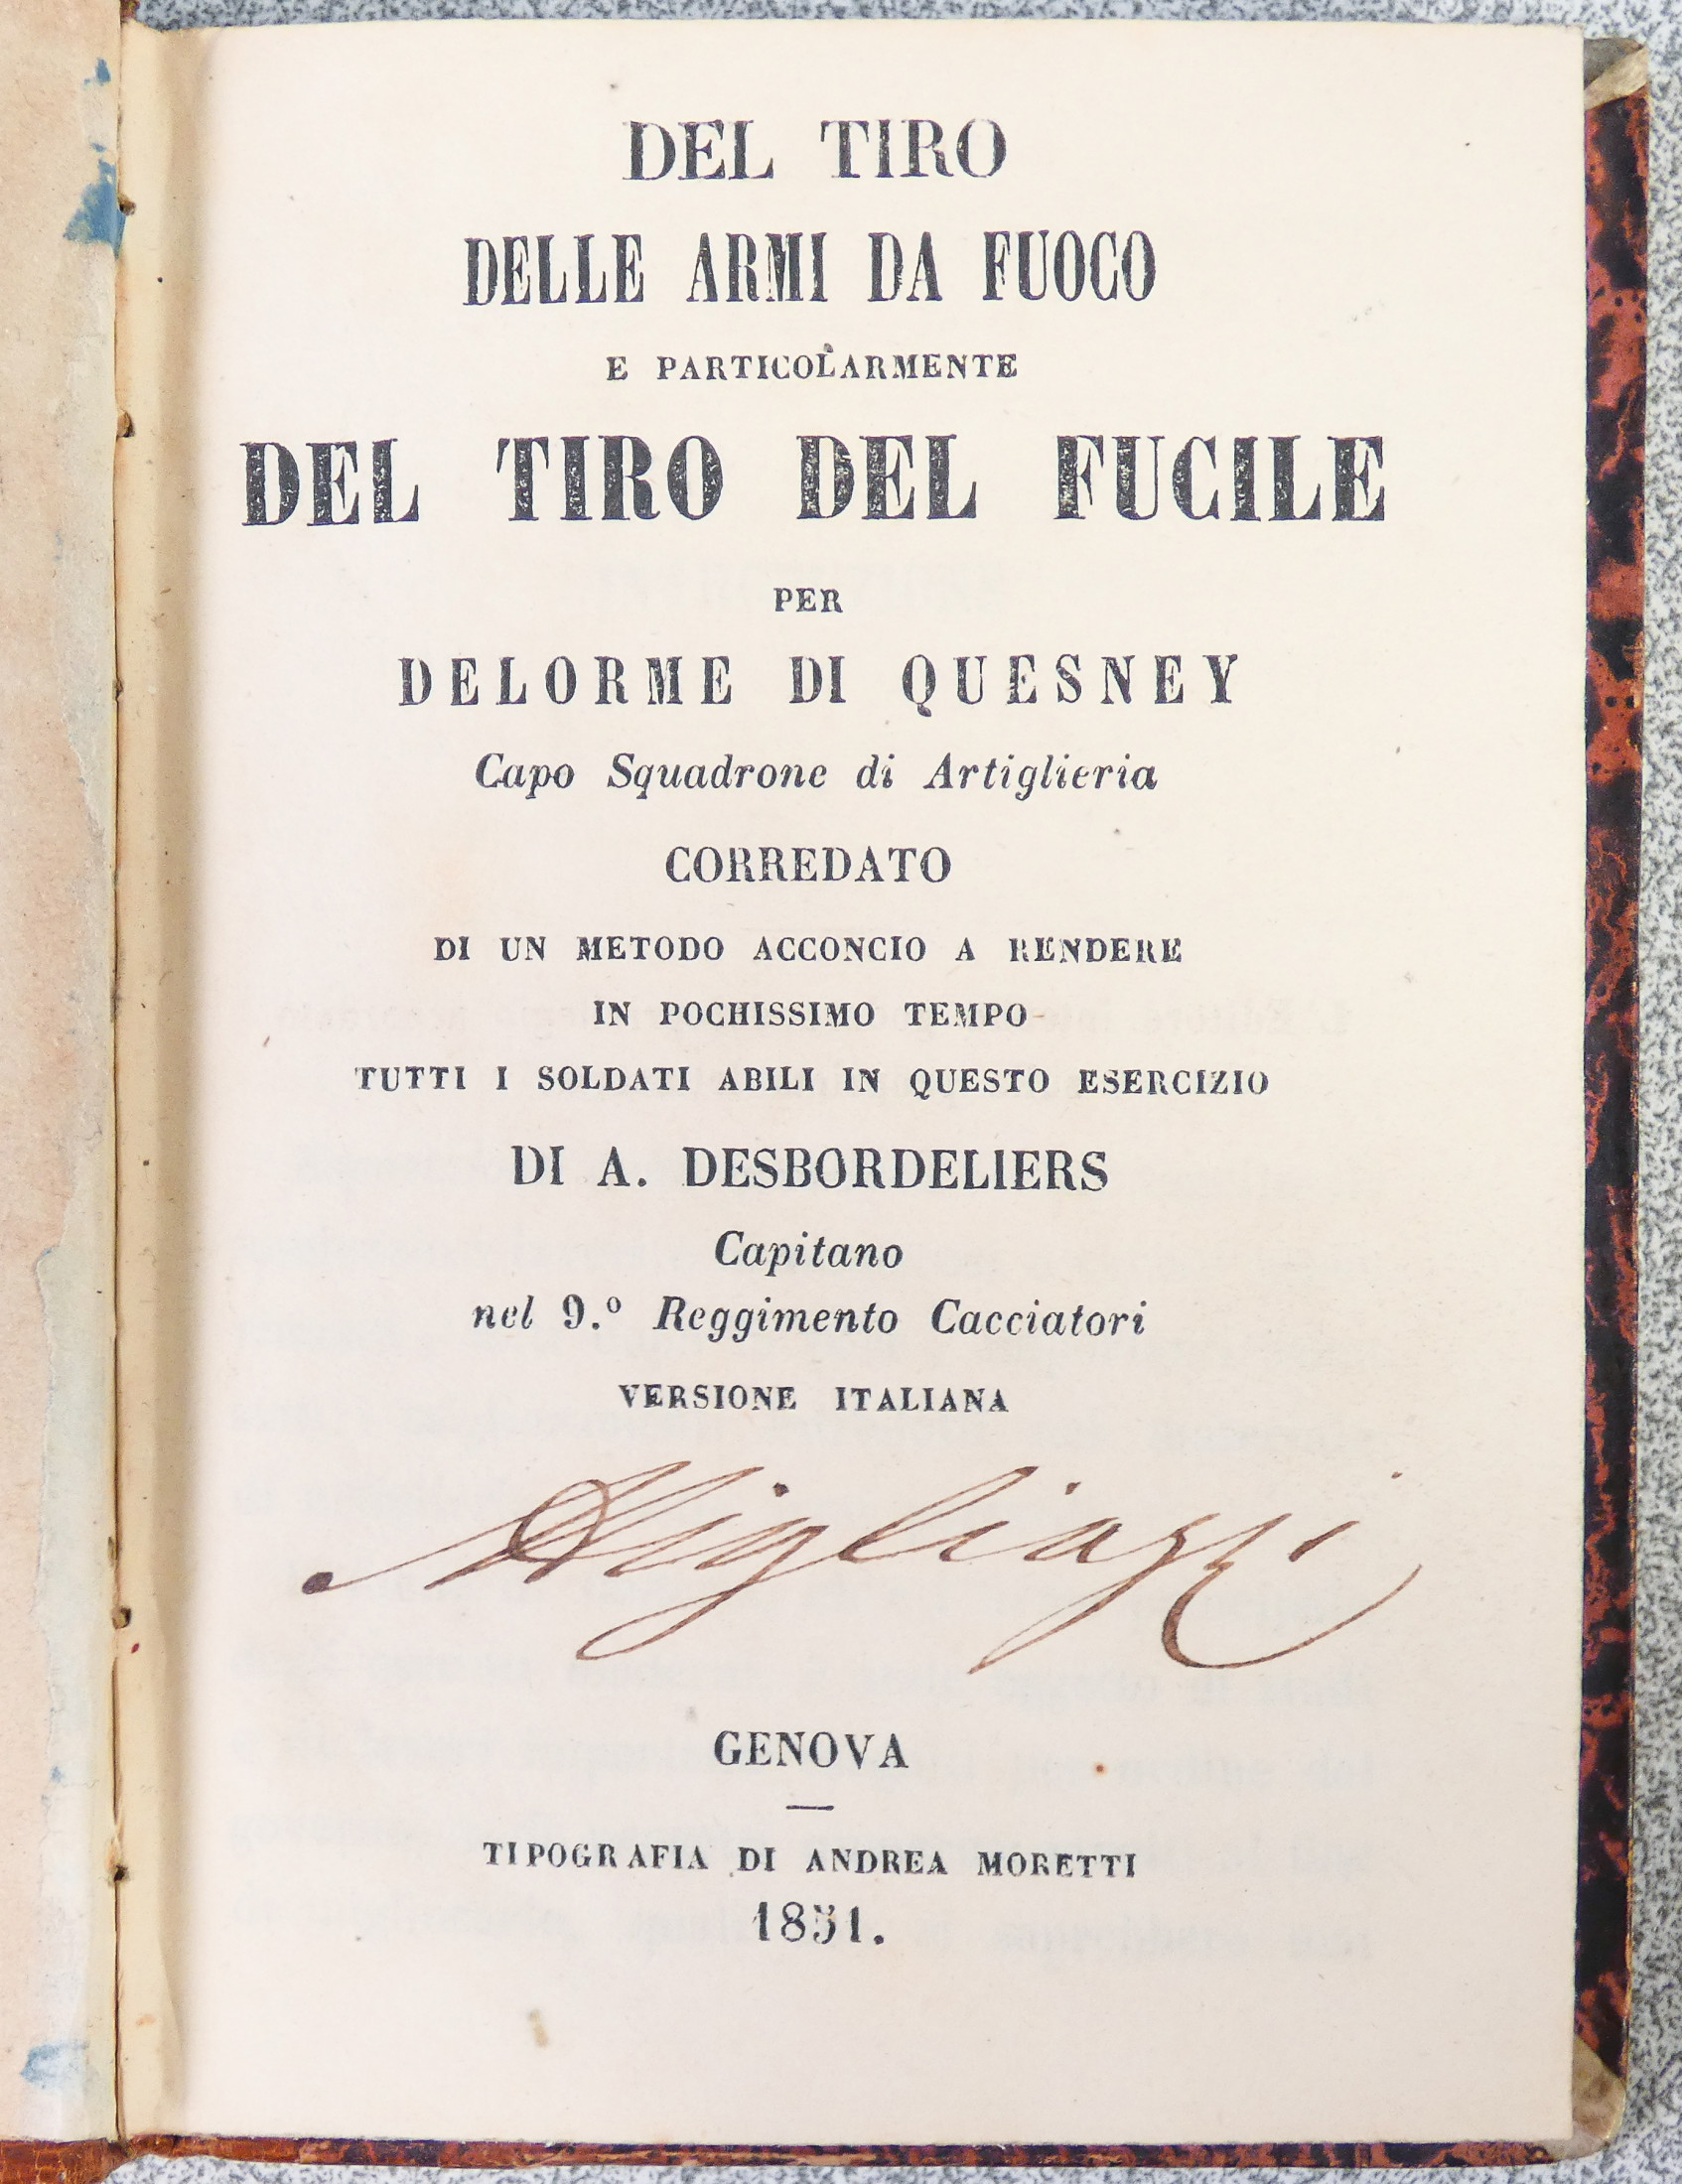 DEL TIRO
DELLE ARMI DA FUOCO
E PARTICOLARMENTE
DEL TIRO DEL FUCILE
PER
DELORME DI QUESNEY
Capo Squadrone di Artiglieria
CORREDATO
DI UN METODO ACCONCIO A RENDERE
IN POCHISSIMO TEMPO
TUTTI I SOLDATI ABILI IN QUESTO ESERCIZIO
DI A. DESBORDELIERS
Capitano
nel 9.º Reggimento Cacciatori
VERSIONE ITALIANA
Migliazzi
GENOVA
TIPOGRAFIA DI ANDREA MORETTI
1851.